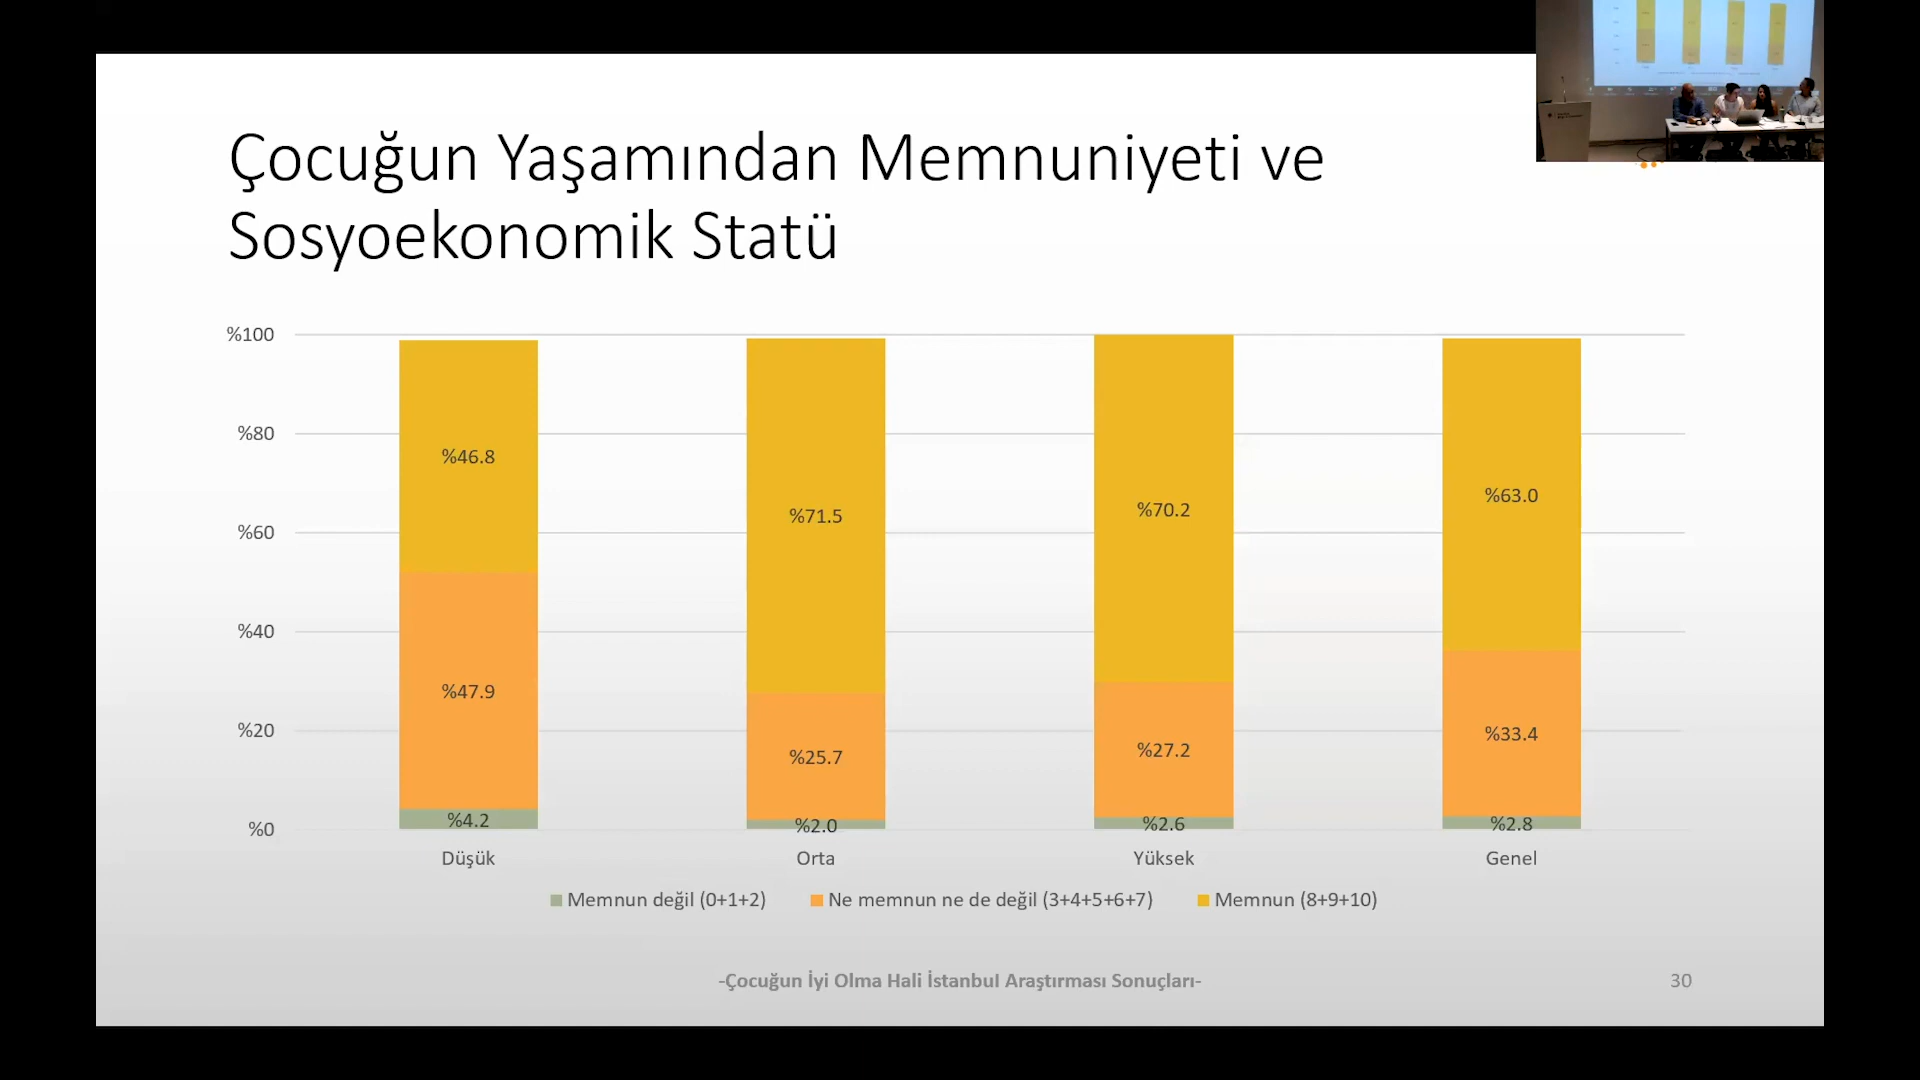 Çocuğun Yaşamından Memnuniyeti ve
Sosyoekonomik Statü
%100
%80
%60
%40
%20
%0
%46.8
%47.9
%4.2
%71.5
%25.7
%2.0
%70.2
%27.2
%2.6
%63.0
%33.4
%2.8
Düşük
Orta
Yüksek
Genel
Memnun değil (0+1+2)
Ne memnun ne de değil (3+4+5+6+7)
Memnun (8+9+10)
-Çocuğun İyi Olma Hali İstanbul Araştırması Sonuçları-
30